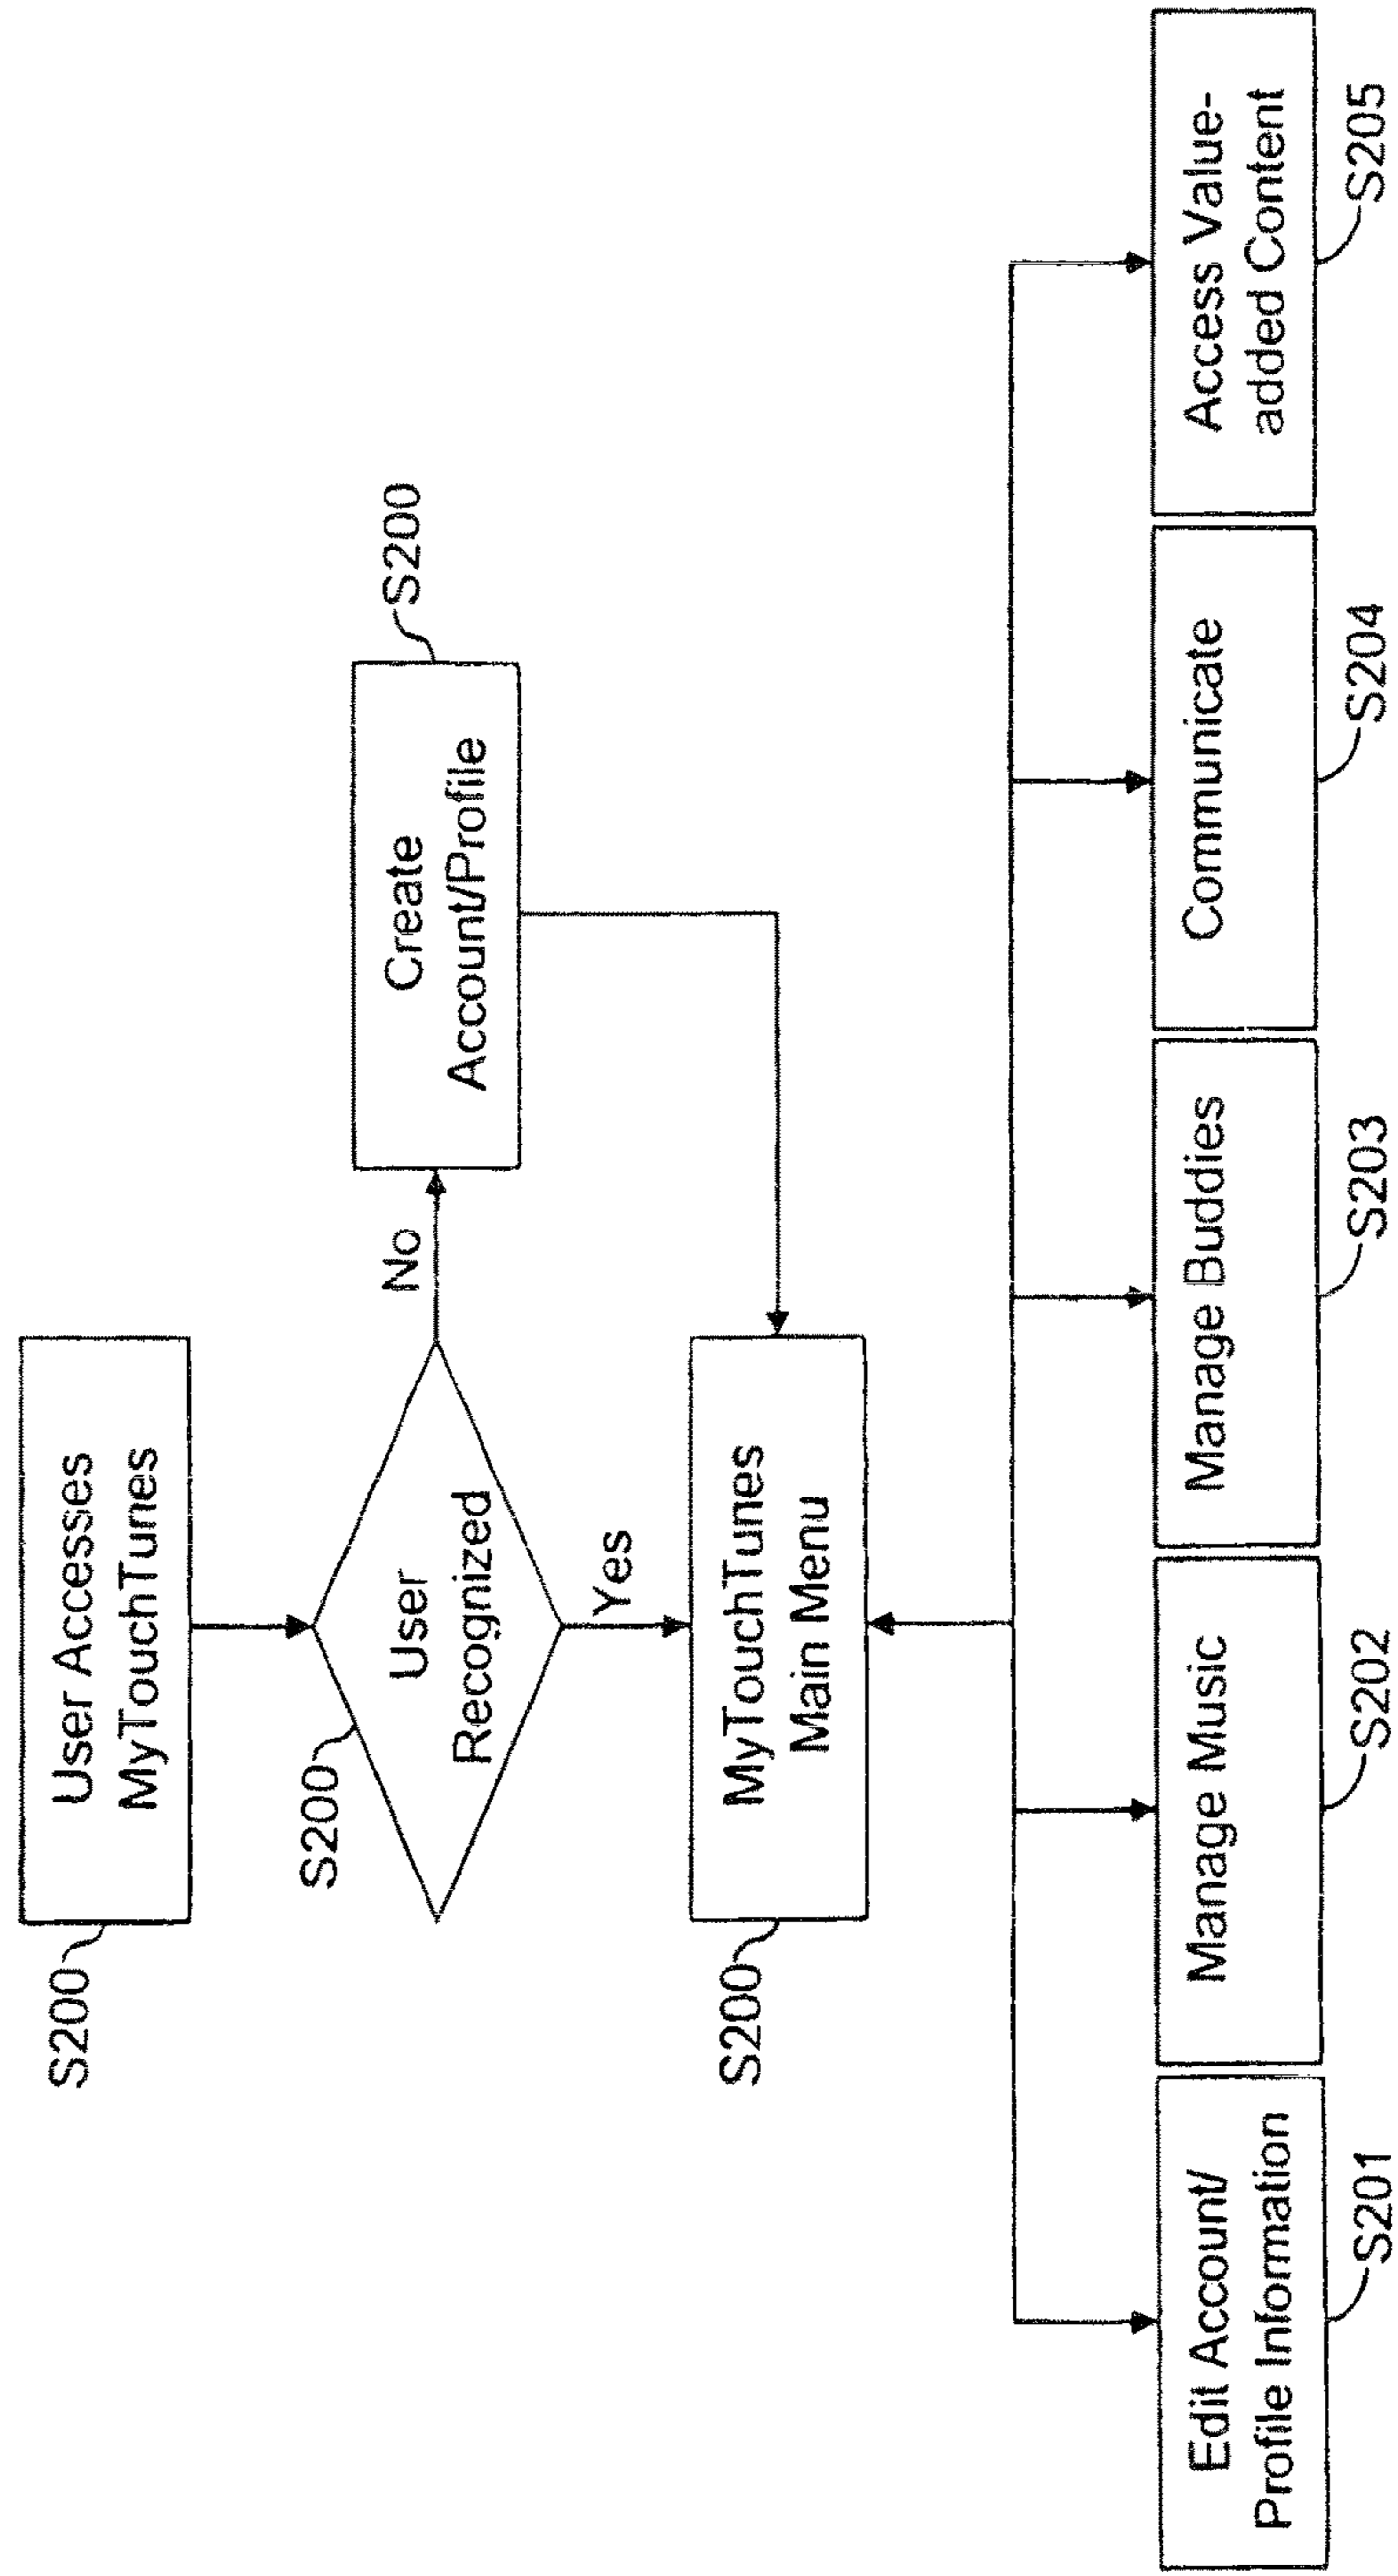 S200
User Accesses
MyTouchTunes
S200
User
Recognized
No
Create
Account/Profile
S200
Yes
S200
MyTouchTunes
Main Menu
Edit Account/
Profile Information
S201
Manage Music
S202
Manage Buddies
S203
Communicate
S204
Access Value-
added Content
S205